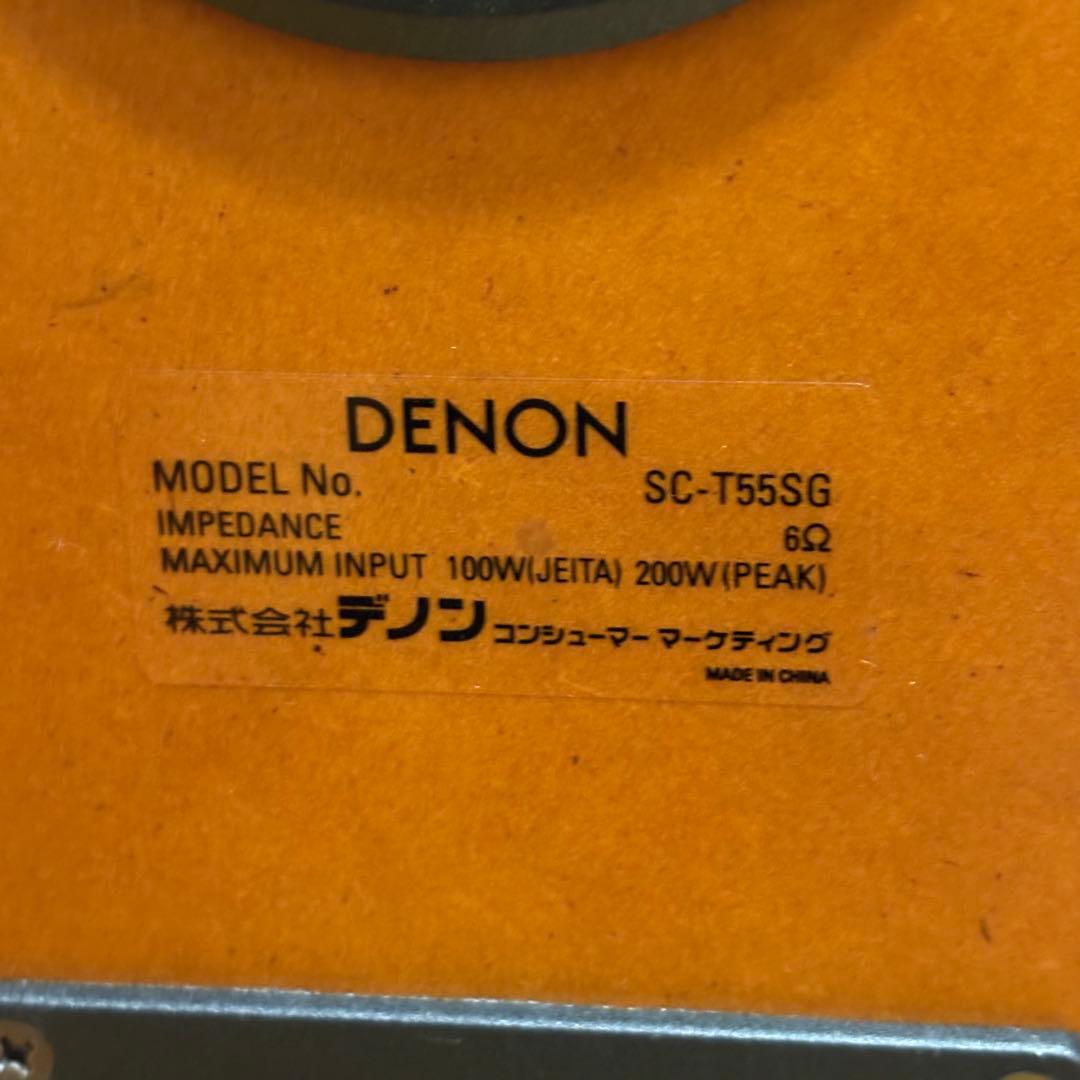 DENON
MODEL No. SC-T55SG
IMPEDANCE 6Ω
MAXIMUM INPUT 100W(JEITA) 200W(PEAK)
株式会社デノン コンシューマー マーケティング
MADE IN CHINA